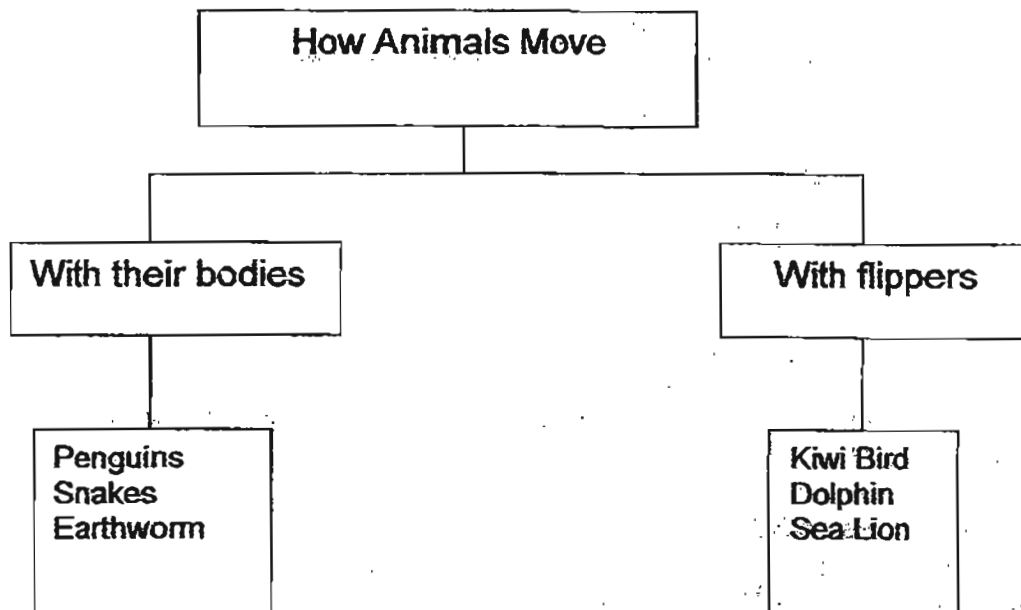 How Animals Move
With their bodies
With flippers
Penguins
Snakes
Earthworm
Kiwi Bird
Dolphin
Sea Lion